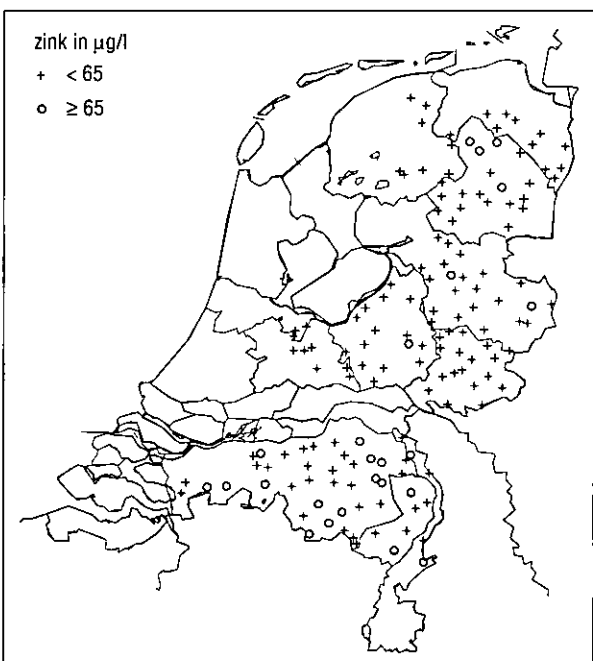 zink in µg/l
+ < 65
o ≥ 65